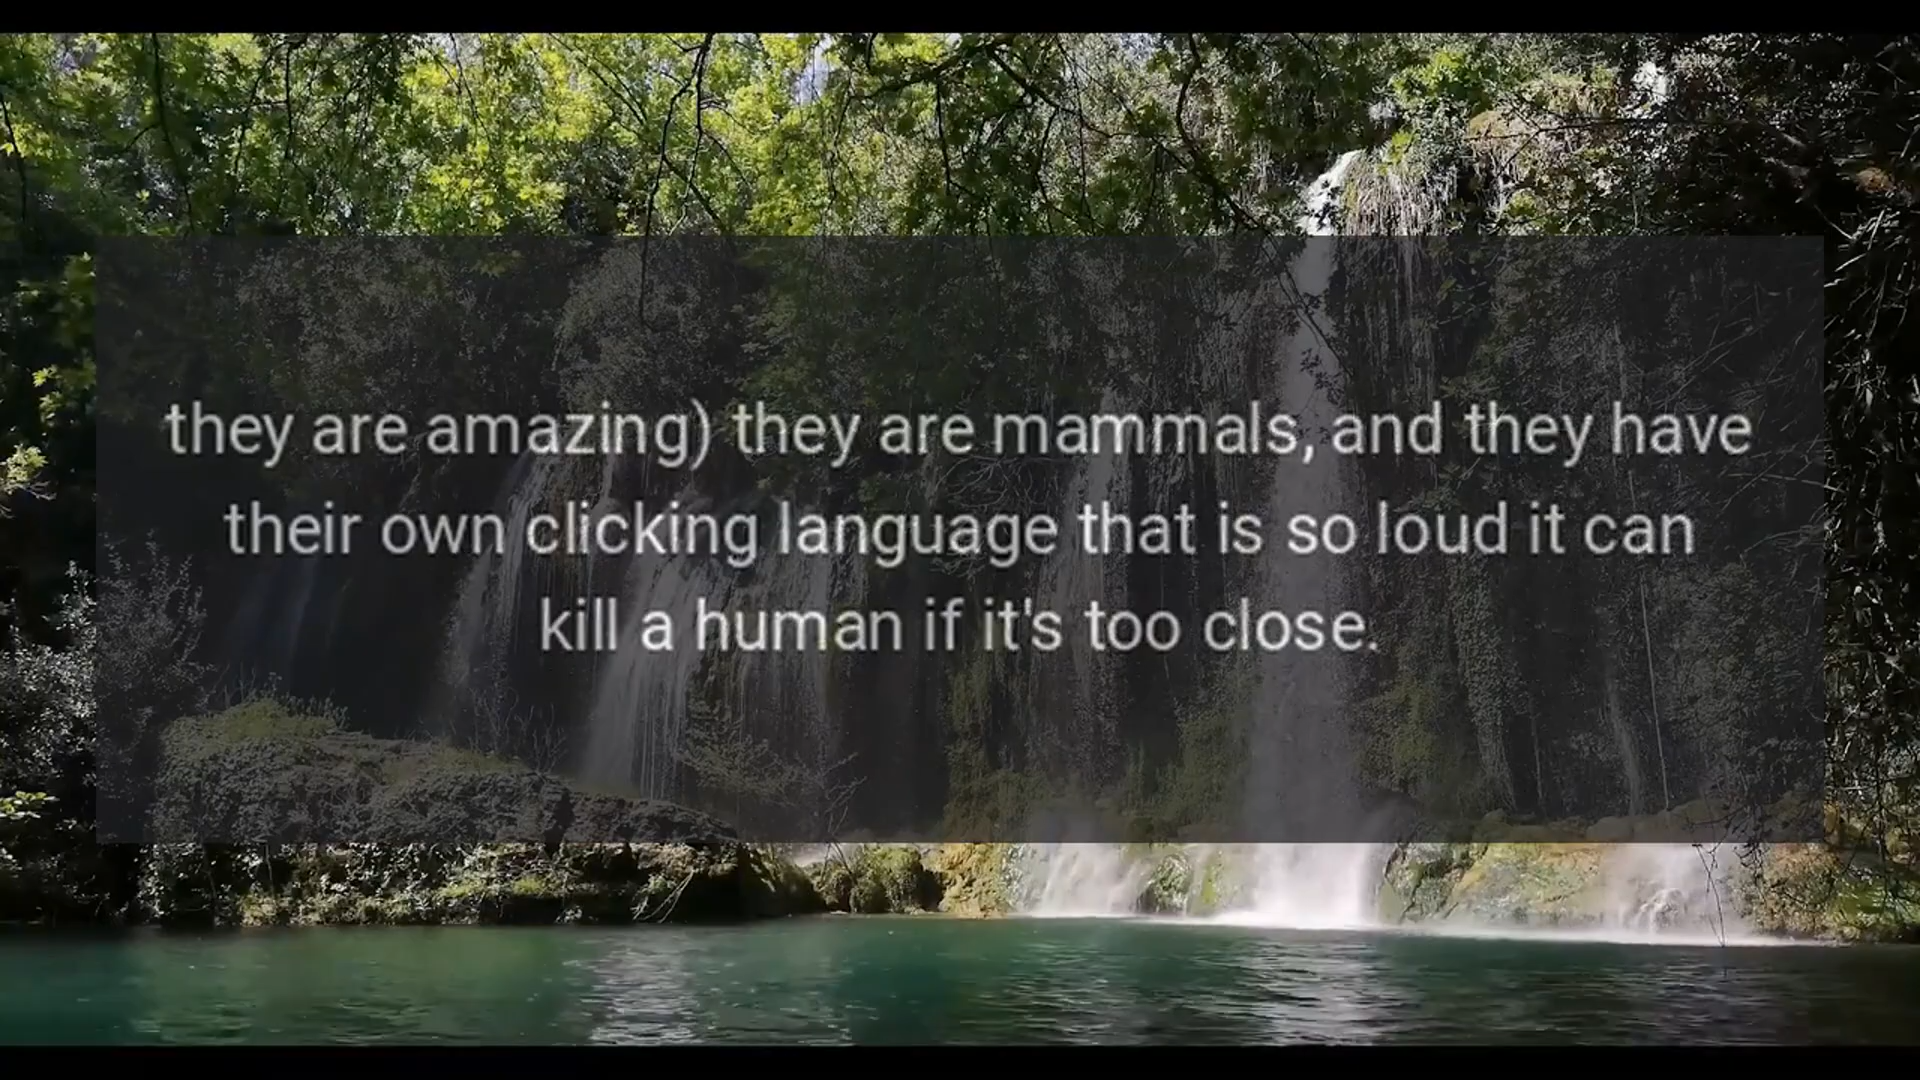 they are amazing) they are mammals, and they have
their own clicking language that is so loud it can
kill a human if it's too close.